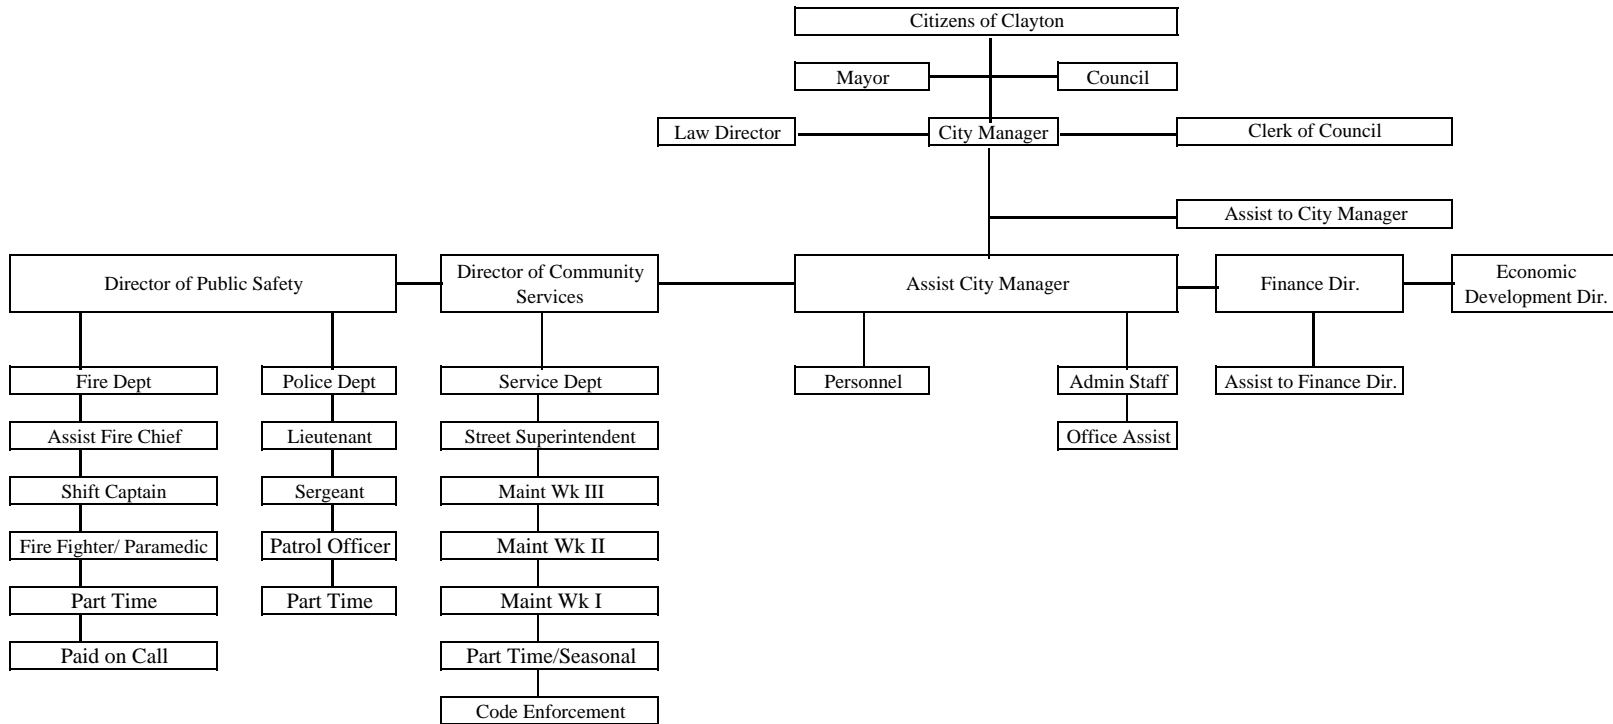 Citizens of Clayton
Mayor
Council
Law Director
City Manager
Clerk of Council
Assist to City Manager
Director of Public Safety
Director of Community
Services
Assist City Manager
Finance Dir.
Economic
Development Dir.
Fire Dept
Police Dept
Service Dept
Personnel
Admin Staff
Assist to Finance Dir.
Assist Fire Chief
Lieutenant
Street Superintendent
Office Assist
Shift Captain
Sergeant
Maint Wk III
Fire Fighter/ Paramedic
Patrol Officer
Maint Wk II
Part Time
Part Time
Maint Wk I
Paid on Call
Part Time/Seasonal
Code Enforcement